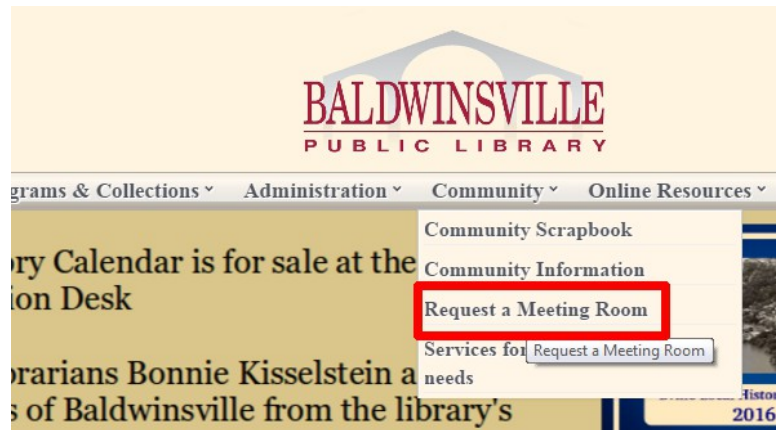 BALDWINSVILLE
PUBLIC LIBRARY
grams & Collections Administration Community Online Resources
Community Scrapbook
Community Information
Request a Meeting Room
Services for
needs
Request a Meeting Room
ory Calendar is for sale at the
ion Desk
rarians Bonnie Kisselstein a
s of Baldwinsville from the library's
2016